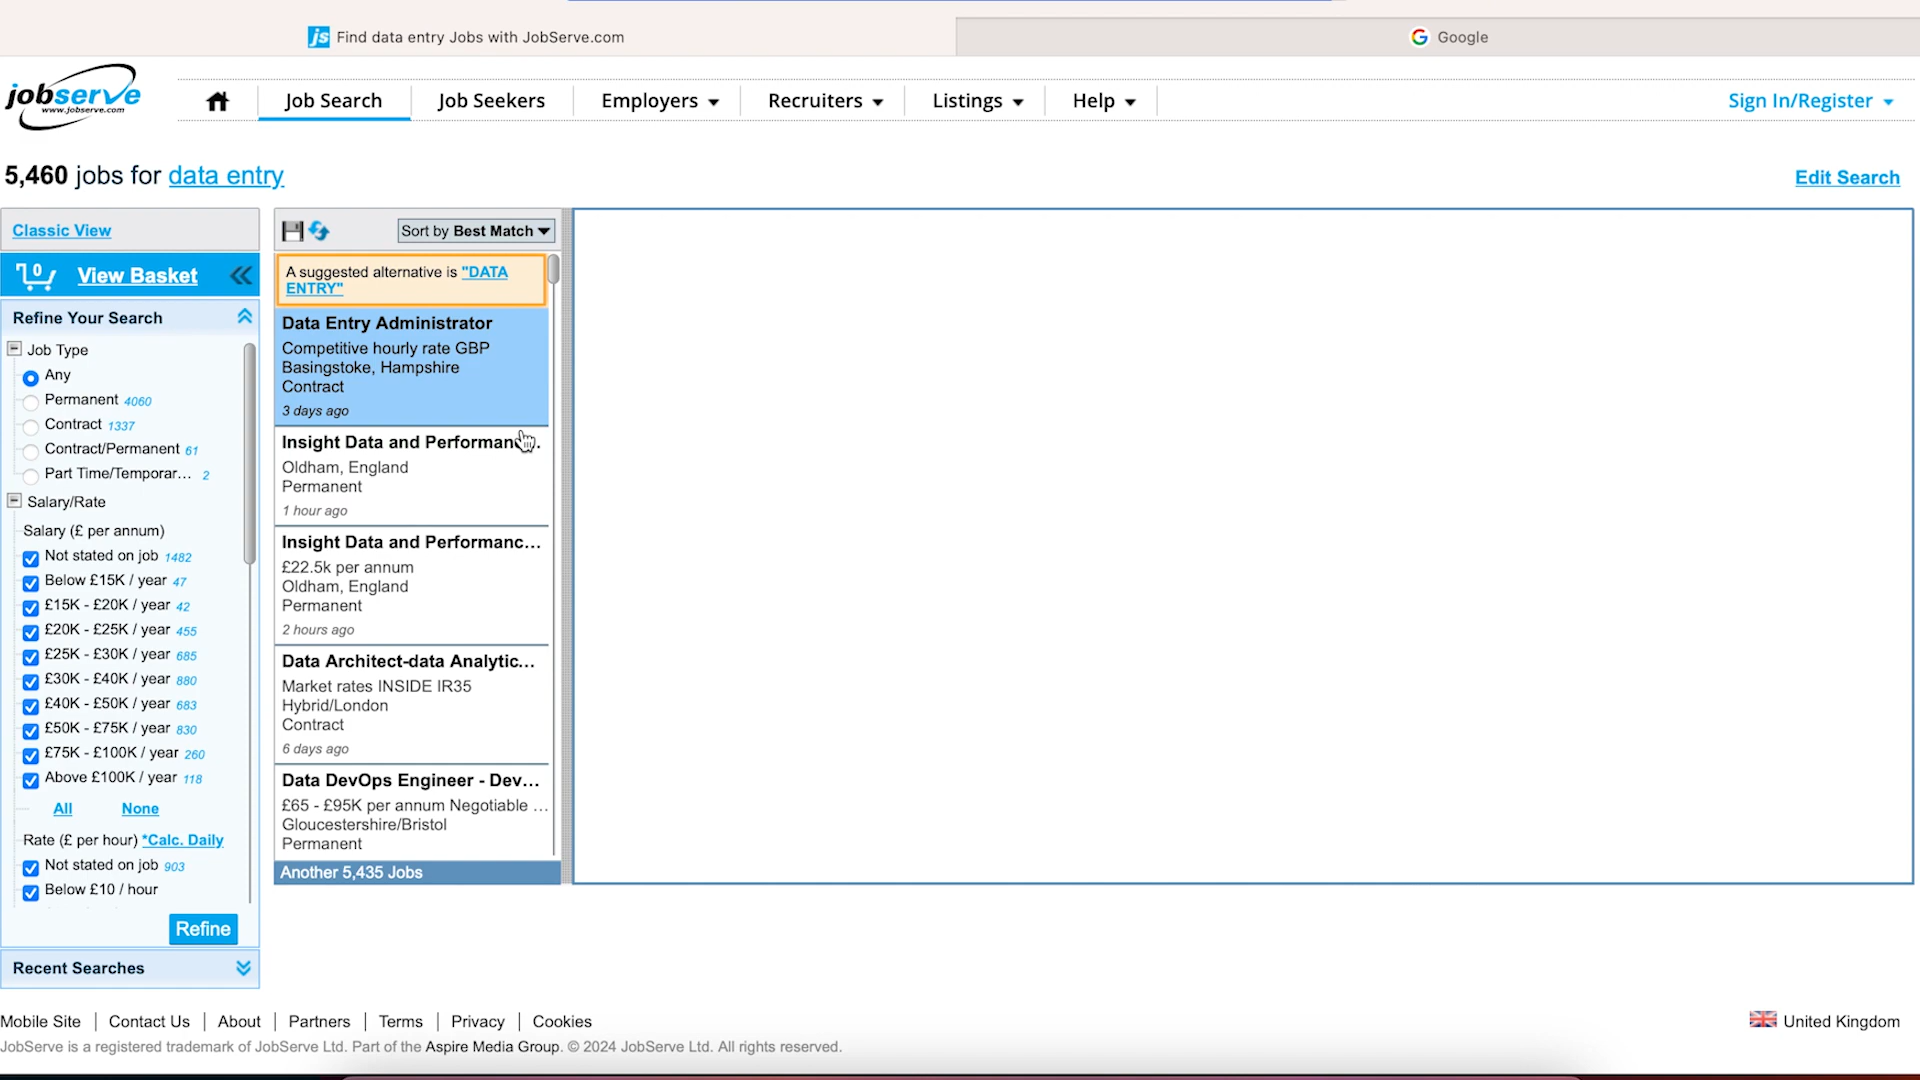 Find data entry Jobs with JobServe.com
Google
jobserve
www.jobserve.com
Job Search
Job Seekers
Employers
Recruiters
Listings
Help
Sign In/Register
5,460 jobs for data entry
Edit Search
Classic View
0 View Basket
Refine Your Search
Job Type
Any
Permanent 4060
Contract 1337
Contract/Permanent 61
Part Time/Temporar... 2
Salary/Rate
Salary (£ per annum)
Not stated on job 1482
Below £15K / year 47
£15K - £20K / year 42
£20K - £25K / year 455
£25K - £30K / year 685
£30K - £40K / year 880
£40K - £50K / year 683
£50K - £75K / year 830
£75K - £100K / year 260
Above £100K / year 118
All None
Rate (£ per hour) *Calc. Daily
Not stated on job 903
Below £10 / hour
Refine
Recent Searches
Sort by Best Match
A suggested alternative is "DATA
ENTRY"
Data Entry Administrator
Competitive hourly rate GBP
Basingstoke, Hampshire
Contract
3 days ago
Insight Data and Performanc...
Oldham, England
Permanent
1 hour ago
Insight Data and Performanc...
£22.5k per annum
Oldham, England
Permanent
2 hours ago
Data Architect-data Analytic...
Market rates INSIDE IR35
Hybrid/London
Contract
6 days ago
Data DevOps Engineer - Dev...
£65 - £95K per annum Negotiable ...
Gloucestershire/Bristol
Permanent
Another 5,435 Jobs
Mobile Site
Contact Us
About
Partners
Terms
Privacy
Cookies
United Kingdom
JobServe is a registered trademark of JobServe Ltd. Part of the Aspire Media Group. © 2024 JobServe Ltd. All rights reserved.